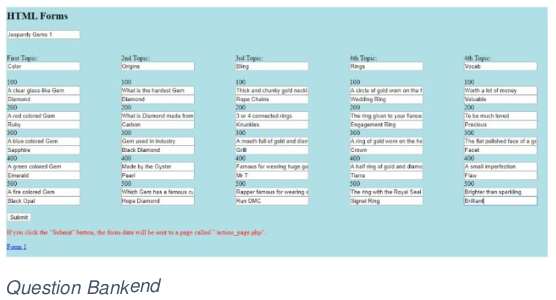 HTML Forms
Jeopardy Gems 1
First Topic: 2nd Topic: 3rd Topic: 4th Topic: 4th Topic:
Color Origins Bling Rings Vocab
100 100 100 100 100
A clear glass-like Gem What is the hardest Gem Thick and chunky gold neckl A circle of gold worn on the f Worth a lot of money
Diamond Diamond Rope Chains Wedding Ring Valuable
200 200 200 200 200
A red colored Gem What is Diamond made from 3 or 4 connected rings The ring given to your fiance To be much loved
Ruby Carbon Knuckles Engagement Ring Precious
300 300 300 300 300
A blue colored Gem Gem used in industry A mouth full of gold and dian A ring of gold worn on the he The flat polished face of a ge
Sapphire Black Diamond Grill Crown Facet
400 400 400 400 400
A green colored Gem Made by the Oyster Famous for wearing huge go A half ring of gold and diamo A small imperfection
Emerald Pearl Mr T Tierra Flaw
500 500 500 500 500
A fire colored Gem Which Gem has a famous cu Rapper famous for wearing a The ring with the Royal Seal Brighter than sparkling
Black Opal Hope Diamond Run DMC Signet Ring Brilliant
Submit
If you click the "Submit" button, the form-data will be sent to a page called "/action_page.php".
Form 1
Question Bankend